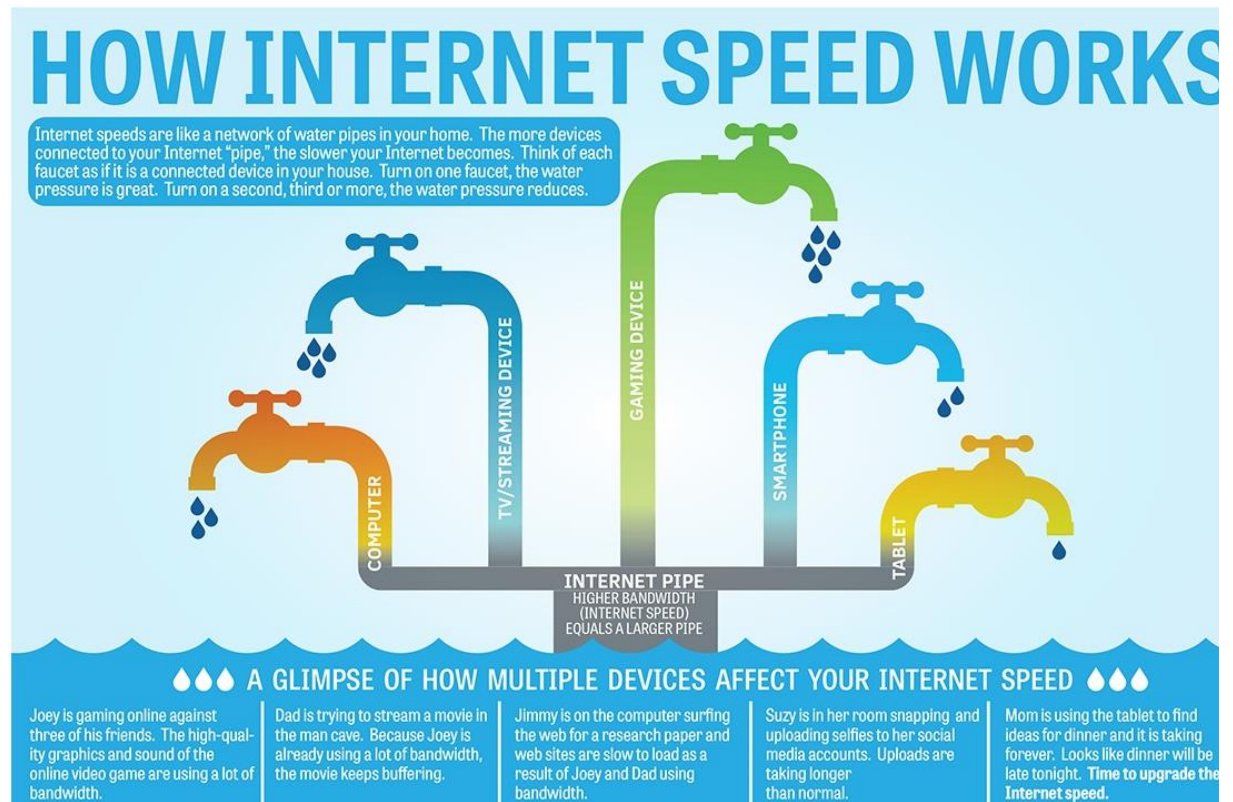 HOW INTERNET SPEED WORKS
Internet speeds are like a network of water pipes in your home. The more devices
connected to your Internet “pipe,” the slower your Internet becomes. Think of each
faucet as if it is a connected device in your house. Turn on one faucet, the water
pressure is great. Turn on a second, third or more, the water pressure reduces.
COMPUTER
TV/STREAMING DEVICE
GAMING DEVICE
SMARTPHONE
TABLET
INTERNET PIPE
HIGHER BANDWIDTH
(INTERNET SPEED)
EQUALS A LARGER PIPE
A GLIMPSE OF HOW MULTIPLE DEVICES AFFECT YOUR INTERNET SPEED
Joey is gaming online against
three of his friends. The high-qual-
ity graphics and sound of the
online video game are using a lot of
bandwidth.
Dad is trying to stream a movie in
the man cave. Because Joey is
already using a lot of bandwidth,
the movie keeps buffering.
Jimmy is on the computer surfing
the web for a research paper and
web sites are slow to load as a
result of Joey and Dad using
bandwidth.
Suzy is in her room snapping and
uploading selfies to her social
media accounts. Uploads are
taking longer
than normal.
Mom is using the tablet to find
ideas for dinner and it is taking
forever. Looks like dinner will be
late tonight. Time to upgrade the
Internet speed.